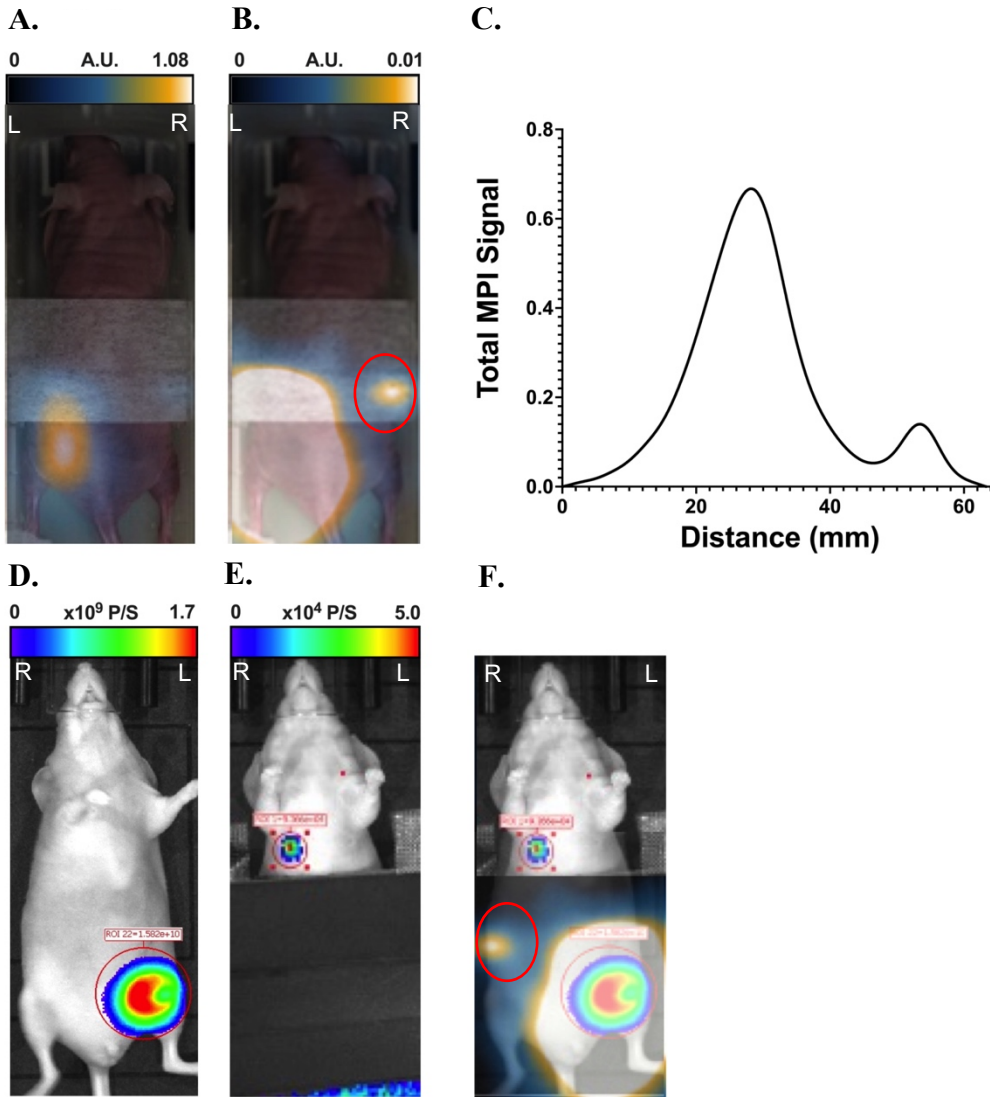 A.
B.
C.
0 A.U. 1.08
0 A.U. 0.01
L R
L R
Total MPI Signal
0.8
0.6
0.4
0.2
0.0
0 20 40 60
Distance (mm)
D.
E.
F.
0 x10⁹ P/S 1.7
0 x10⁴ P/S 5.0
R L
R L
R L
ROI 22=1.582e+10